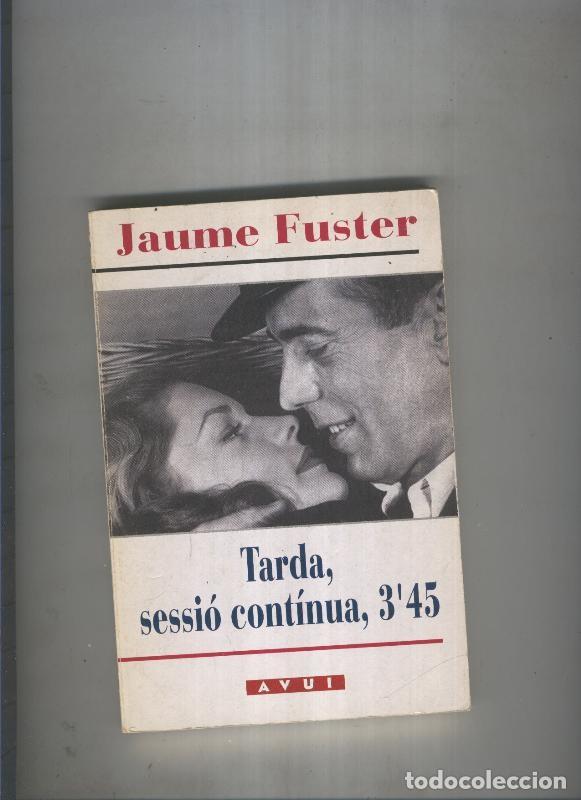 Jaume Fuster
Tarda,
sessió contínua, 3'45
AVUI
todocoleccion